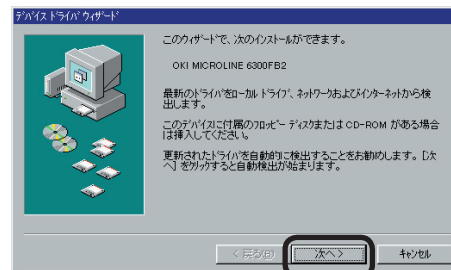 デバイス ドライバ ウィザード
このウィザードで、次のインストールができます。
OKI MICROLINE 6300FB2
最新のドライバをローカル ドライブ、ネットワークおよびインターネットから検
出します。
このデバイスに付属のフロッピー ディスクまたは CD-ROM がある場合
は挿入してください。
更新されたドライバを自動的に検出することをお勧めします。[次
へ] をクリックすると自動検出が始まります。
< 戻る(B)
次へ >
キャンセル